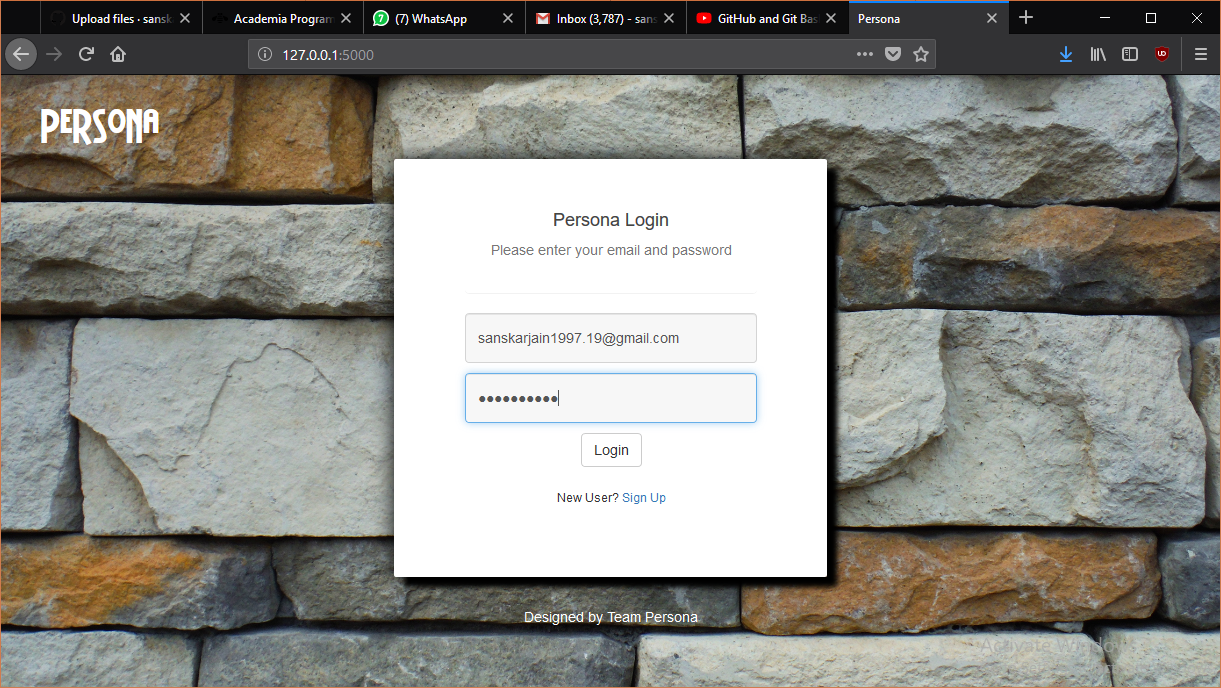 Upload files · sansk
Academia Program
(7) WhatsApp
Inbox (3,787) - sans
GitHub and Git Bas
Persona
127.0.0.1:5000
PERSONA
Persona Login
Please enter your email and password
sanskarjain1997.19@gmail.com
●●●●●●●●●●
Login
New User? Sign Up
Designed by Team Persona